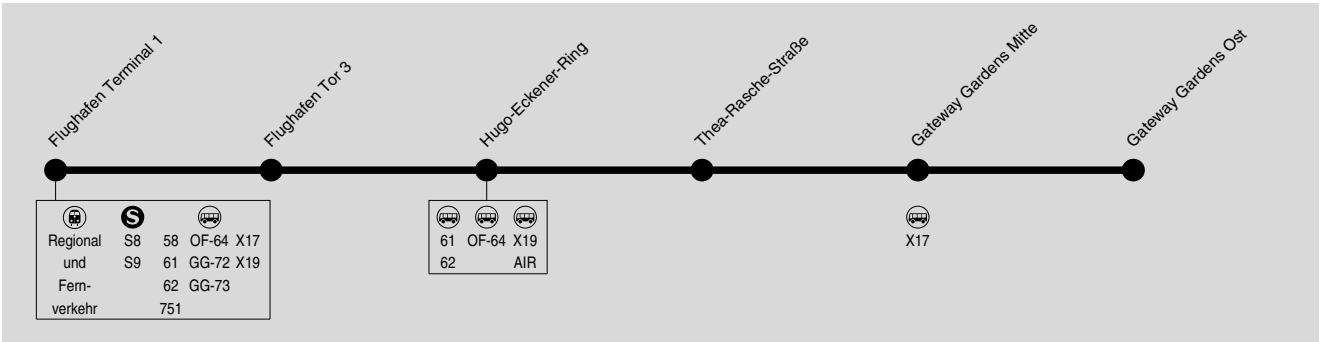 Flughafen Terminal 1
Flughafen Tor 3
Hugo-Eckener-Ring
Thea-Rasche-Straße
Gateway Gardens Mitte
Gateway Gardens Ost
S
Regional S8 58 OF-64 X17
und S9 61 GG-72 X19
Fern- 62 GG-73
verkehr 751
61 OF-64 X19
62 AIR
X17